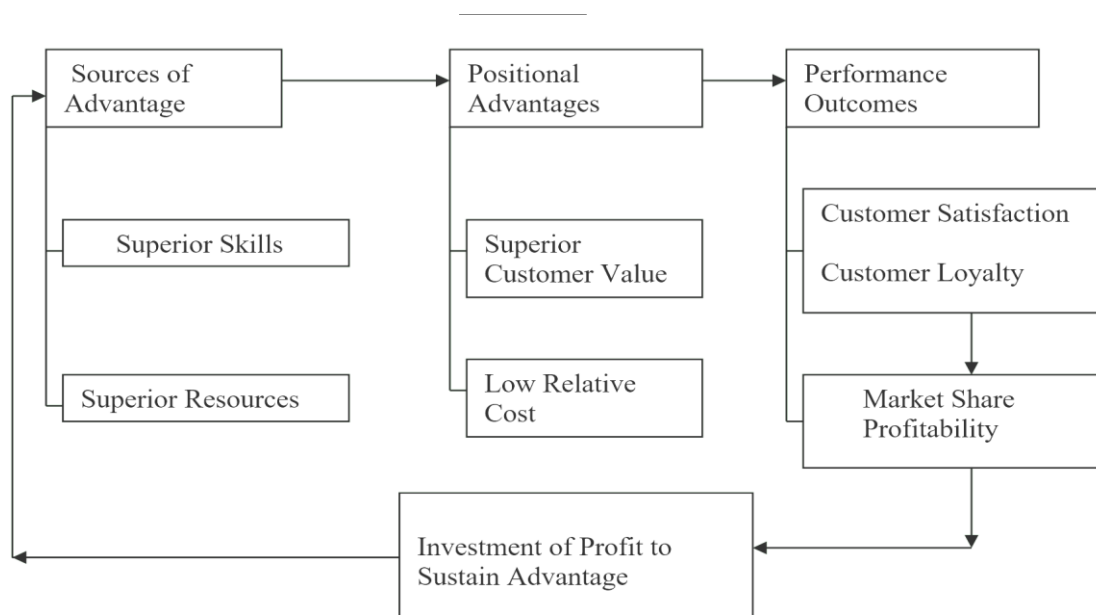 Sources of
Advantage
Positional
Advantages
Performance
Outcomes
Superior Skills
Superior
Customer Value
Customer Satisfaction
Customer Loyalty
Superior Resources
Low Relative
Cost
Market Share
Profitability
Investment of Profit to
Sustain Advantage